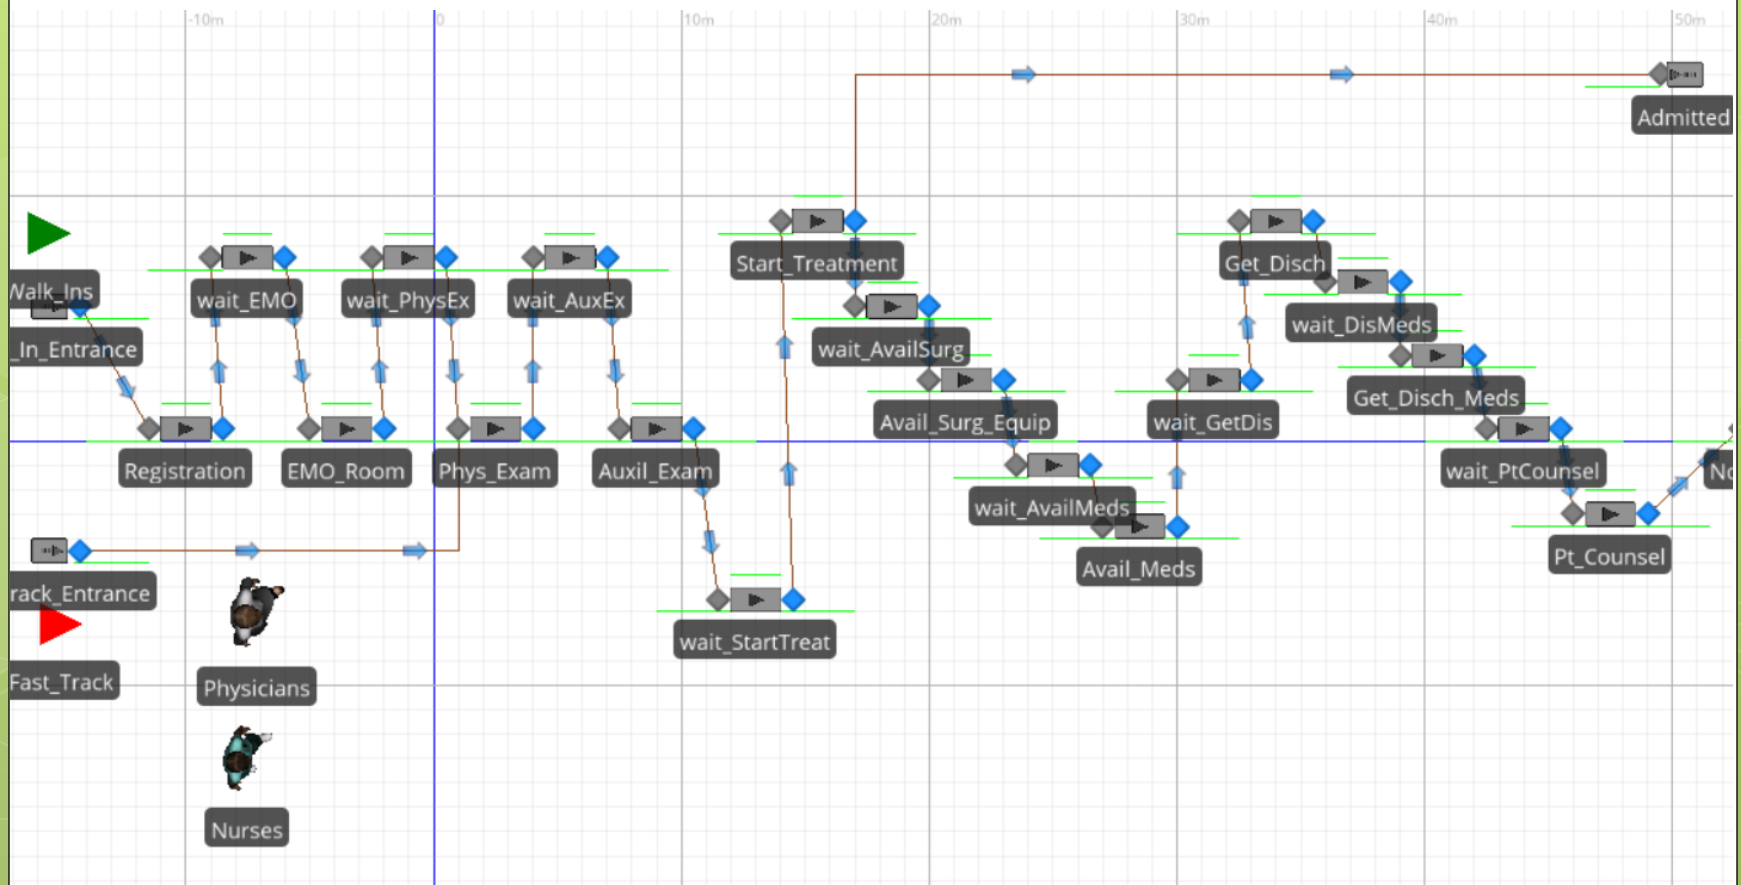 -10m 0 10m 20m 30m 40m 50m
Admitted
Walk_Ins
_In_Entrance
wait_EMO
wait_PhysEx
wait_AuxEx
Start_Treatment
Get_Disch
wait_AvailSurg
wait_DisMeds
Avail_Surg_Equip
wait_GetDis
Get_Disch_Meds
Registration
EMO_Room
Phys_Exam
Auxil_Exam
wait_PtCounsel
wait_AvailMeds
Avail_Meds
Pt_Counsel
rack_Entrance
wait_StartTreat
Fast_Track
Physicians
Nurses